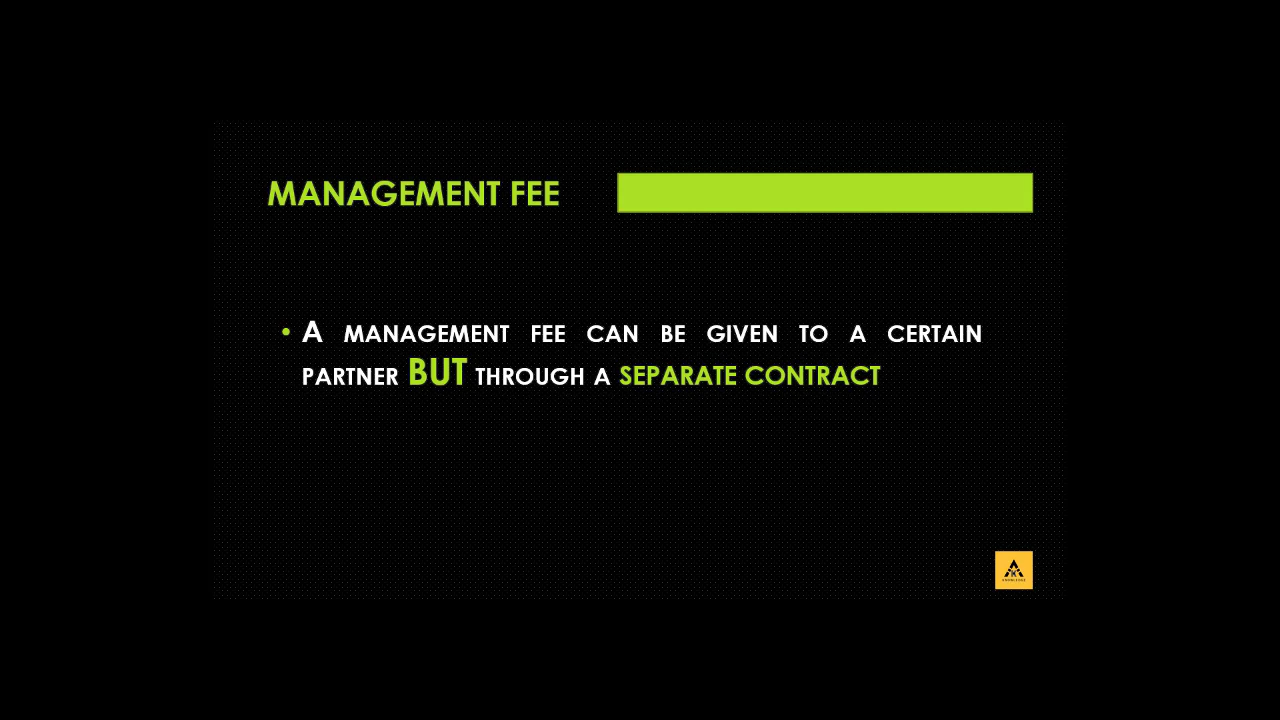 MANAGEMENT FEE
• A MANAGEMENT FEE CAN BE GIVEN TO A CERTAIN
PARTNER BUT THROUGH A SEPARATE CONTRACT